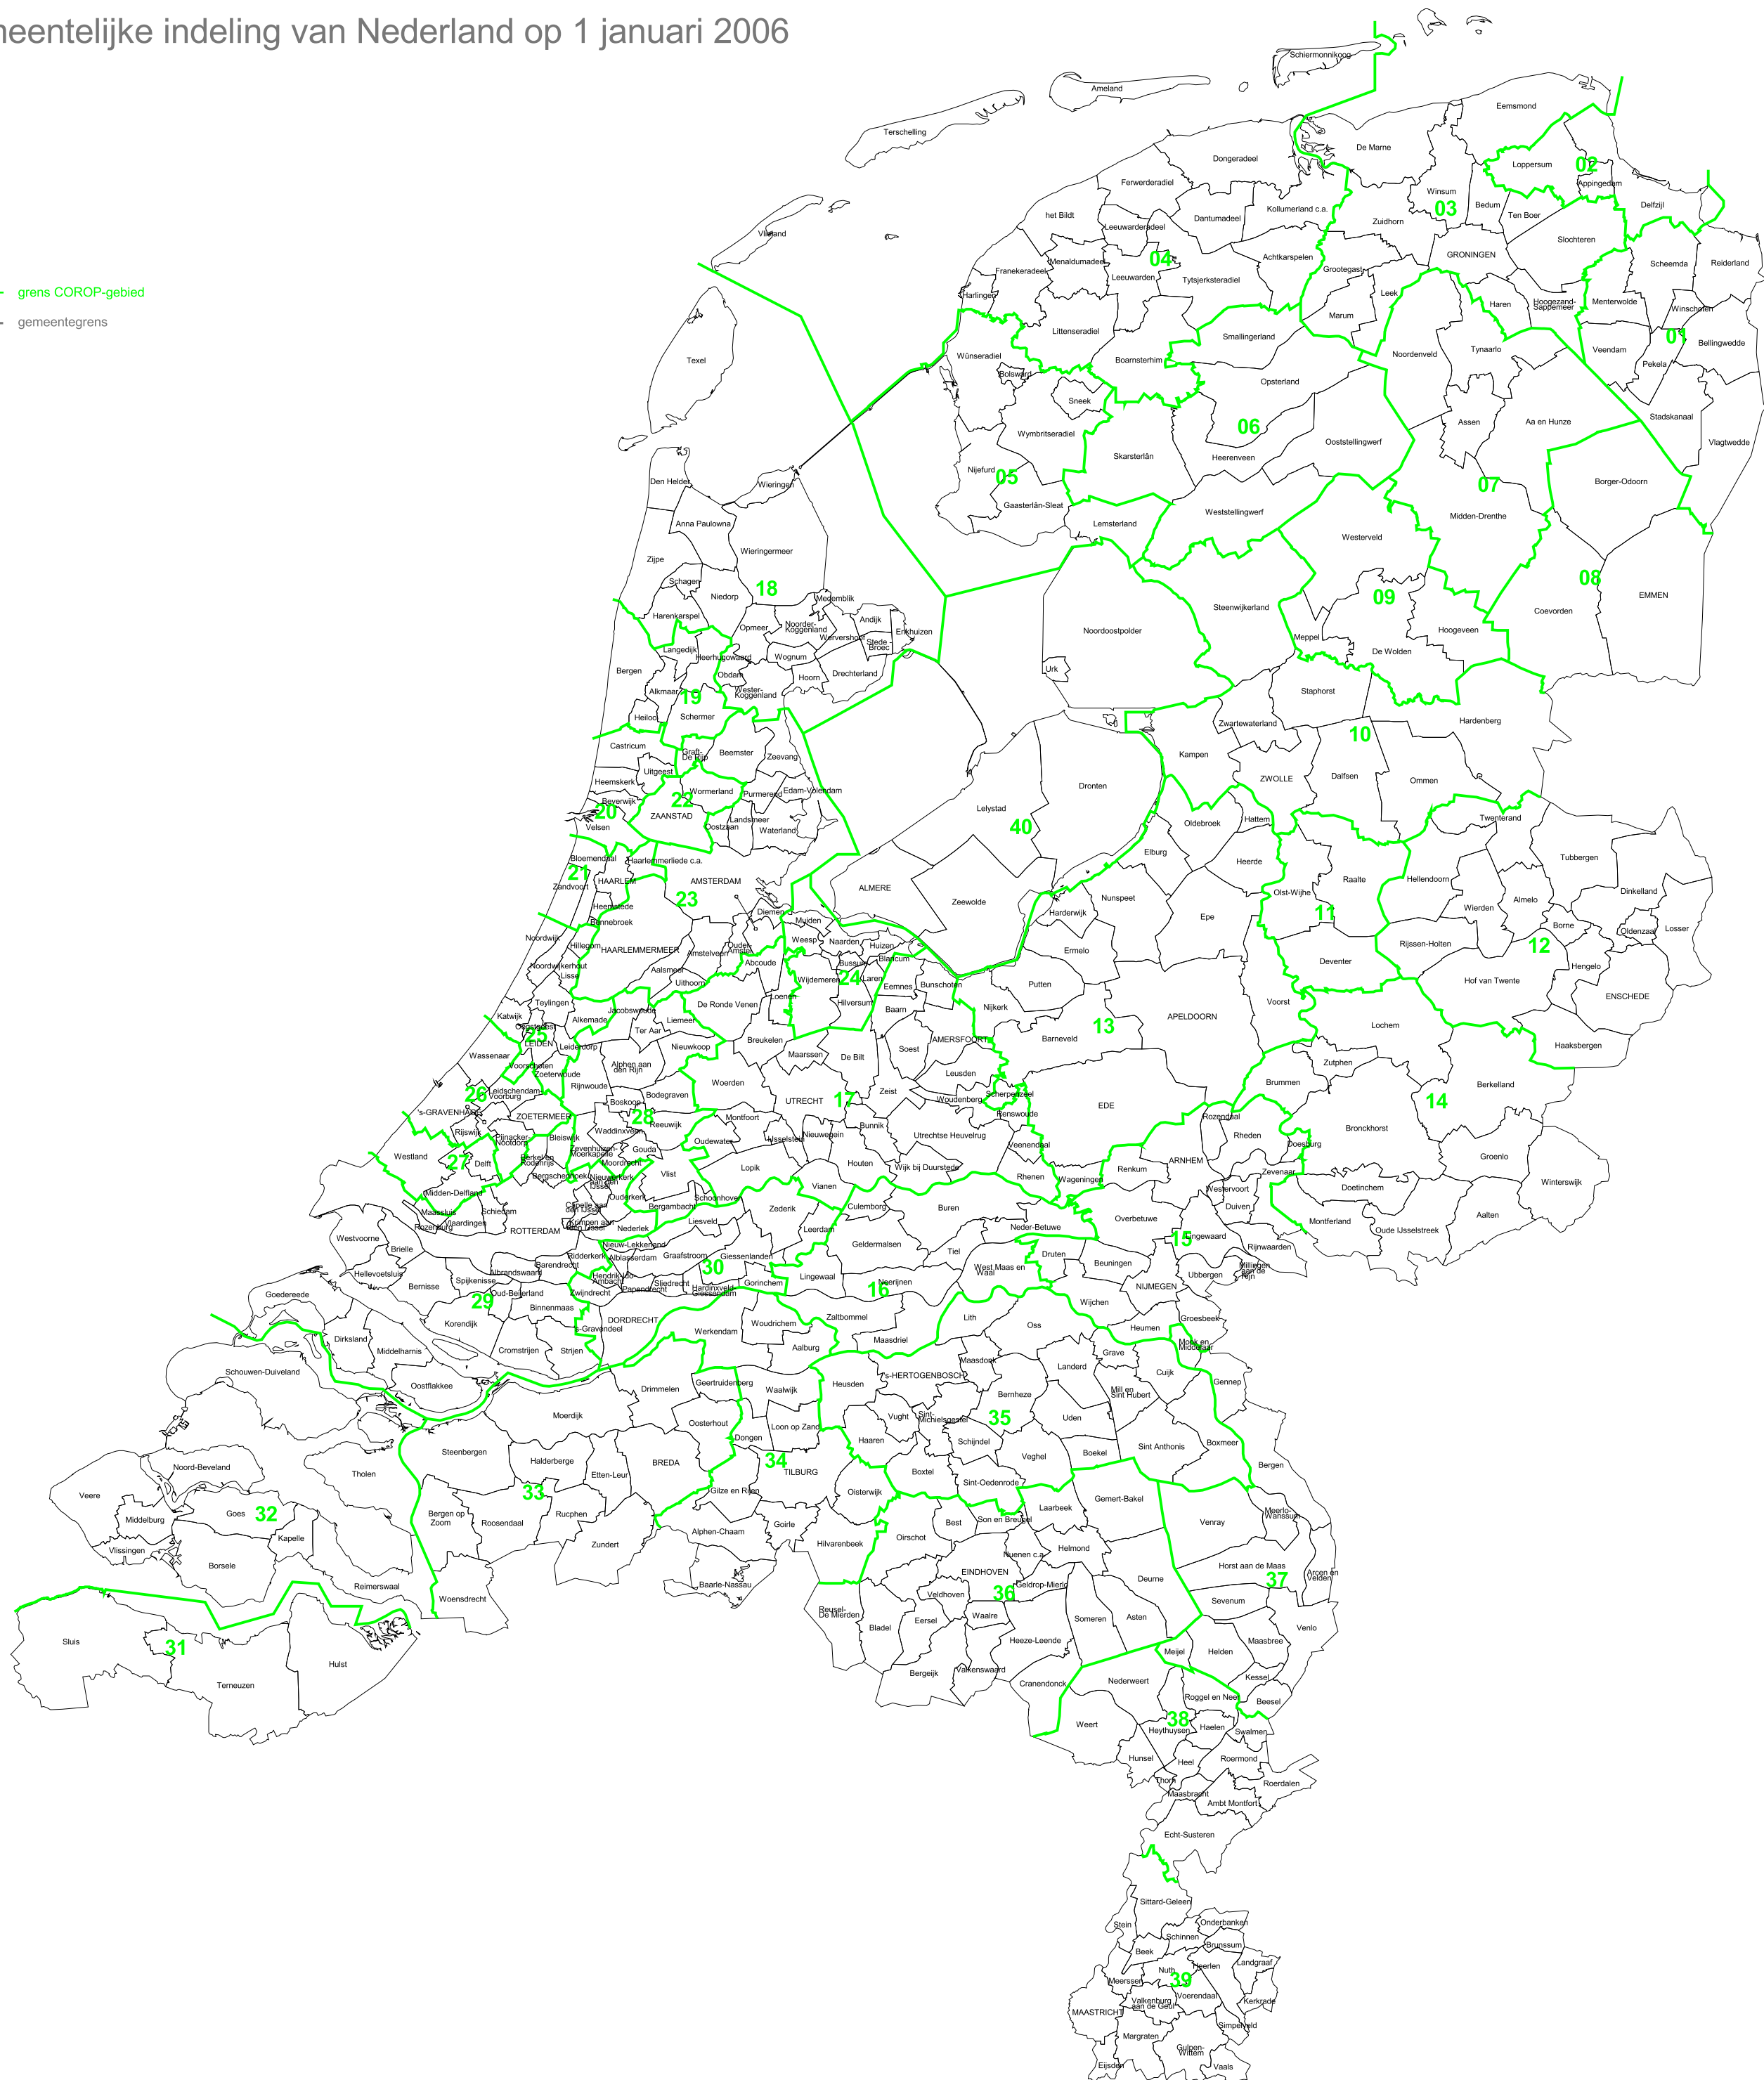 neentelijke indeling van Nederland op 1 januari 2006
grens COROP-gebied
gemeentegrens
Schiermonnikoog
Ameland
Terschelling
Vlieland
Texel
Eemsmond
De Marne
Dongeradeel
Loppersum
02
Appingedam
Ferwerderadiel
Winsum
03
Bedum
Delfzijl
Kollumerland c.a.
Dantumadeel
het Bildt
Ten Boer
Zuidhorn
Leeuwarderadeel
Slochteren
GRONINGEN
04
Achtkarspelen
Menaldumadeel
Scheemda
Reiderland
Franekeradeel
Grootegast
Leeuwarden
Tytsjerksteradiel
Harlingen
Leek
Haren
Hoogezand-
Sappemeer
Menterwolde
Winschoten
Marum
Littenseradiel
Smallingerland
01
Bellingwedde
Wûnseradiel
Boarnsterhim
Noordenveld
Tynaarlo
Veendam
Pekela
Bolsward
Opsterland
Sneek
Stadskanaal
06
Assen
Aa en Hunze
Wymbritseradiel
Ooststellingwerf
Vlagtwedde
Skarsterlân
Heerenveen
Nijefurd
05
07
Borger-Odoorn
Gaasterlân-Sleat
Weststellingwerf
Midden-Drenthe
Lemsterland
Westerveld
Den Helder
Wieringen
Anna Paulowna
Wieringermeer
Zijpe
08
Schagen
18
Niedorp
Medemblik
09
EMMEN
Steenwijkerland
Coevorden
Harenkarspel
Opmeer
Noorder-
Koggenland
Andijk
Noordoostpolder
Hoogeveen
Wervershoof
Enkhuizen
Meppel
Stede -
Broec
De Wolden
Langedijk
Heerhugowaard
Wognum
Bergen
Urk
Obdam
Hoorn
Drechterland
Alkmaar
19
Wester-
Koggenland
Staphorst
Heiloo
Schermer
Zwartewaterland
Hardenberg
10
Castricum
Graft-
De Rijp
Beemster
Zeevang
Kampen
Uitgeest
ZWOLLE
Dalfsen
Ommen
Heemskerk
Wormerland
Purmerend
Edam-Volendam
Dronten
22
Beverwijk
Lelystad
20
ZAANSTAD
Landsmeer
Oldebroek
Hattem
Twenterand
Velsen
Oostzaan
Waterland
40
Bloemendaal
Haarlemmerliede c.a.
Elburg
Heerde
Tubbergen
21
Zandvoort
HAARLEM
AMSTERDAM
ALMERE
Raalte
Hellendoorn
Olst-Wijhe
Dinkelland
23
Zeewolde
Nunspeet
Almelo
Heemstede
Harderwijk
Epe
11
Wierden
Bennebroek
Diemen
Muiden
Borne
Oldenzaal
Losser
Noordwijk
Hillegom
HAARLEMMERMEER
Amstelveen
Ouder-
Amstel
Weesp
Naarden
Huizen
Ermelo
Rijssen-Holten
12
Noordwijkerhout
Lisse
Aalsmeer
Abcoude
Bussum
Blaricum
Deventer
Hengelo
Uithoorn
Wijdemeren
24
Laren
Eemnes
Bunschoten
Putten
Hof van Twente
ENSCHEDE
Teylingen
De Ronde Venen
Loenen
Hilversum
Nijkerk
Voorst
Jacobswoude
Baarn
Katwijk
Alkemade
Liemeer
APELDOORN
Lochem
Oegstgeest
25
Ter Aar
13
LEIDEN
Leiderdorp
Nieuwkoop
Breukelen
AMERSFOORT
Barneveld
Soest
Haaksbergen
Wassenaar
Maarssen
De Bilt
Voorschoten
Alphen aan
den Rijn
Zutphen
Zoeterwoude
Leusden
Rijnwoude
Woerden
Brummen
Berkelland
26
Leidschendam-
Voorburg
Bodegraven
Zeist
Scherpenzeel
Boskoop
UTRECHT
17
Woudenberg
EDE
14
's-GRAVENHAGE
ZOETERMEER
28
Montfoort
Renswoude
Rozendaal
Reeuwijk
Bunnik
Bronckhorst
Rijswijk
Pijnacker-
Nootdorp
Bleiswijk
Waddinxveen
IJsselstein
Nieuwegein
Utrechtse Heuvelrug
Rheden
Doesburg
Oudewater
Veenendaal
Westland
Zevenhuizen-
Moerkapelle
Gouda
Groenlo
27
Delft
Berkel en
Rodenrijs
Moordrecht
ARNHEM
Zevenaar
Lopik
Houten
Wijk bij Duurstede
Renkum
Bergschenhoek
Vlist
Rhenen
Nieuwerkerk
aan den
IJssel
Wageningen
Winterswijk
Midden-Delfland
Vianen
Westervoort
Doetinchem
Ouderkerk
Schoonhoven
Maassluis
Schiedam
Capelle aan
den IJssel
Bergambacht
Zederik
Culemborg
Buren
Duiven
Aalten
Rozenburg
Vlaardingen
Krimpen aan
den IJssel
Liesveld
Overbetuwe
Montferland
Oude IJsselstreek
ROTTERDAM
Nederlek
Leerdam
Neder-Betuwe
Westvoorne
Nieuw-Lekkerland
Geldermalsen
15
Lingewaard
Rijnwaarden
Brielle
Ridderkerk
Alblasserdam
Graafstroom
Giessenlanden
Tiel
Druten
Barendrecht
30
West Maas en
Waal
Beuningen
Millingen
aan de
Rijn
Hellevoetsluis
Albrandswaard
Hendrik-Ido-
Ambacht
Sliedrecht
Gorinchem
Lingewaal
Neerijnen
Ubbergen
Bernisse
Spijkenisse
Papendrecht
Hardinxveld-
Giessendam
16
NIJMEGEN
Goedereede
29
Oud-Beijerland
Zwijndrecht
Wijchen
Binnenmaas
DORDRECHT
Zaltbommel
Lith
Groesbeek
Korendijk
's-Gravendeel
Woudrichem
Oss
Heumen
Dirksland
Werkendam
Maasdriel
Mook en
Middelaar
Middelharnis
Cromstrijen
Strijen
Aalburg
Grave
Maasdonk
Landerd
Cuijk
Schouwen-Duiveland
's-HERTOGENBOSCH
Gennep
Oostflakkee
Geertruidenberg
Heusden
Drimmelen
Waalwijk
Bernheze
Mill en
Sint Hubert
Moerdijk
Vught
Sint-
Michielsgestel
35
Uden
Oosterhout
Loon op Zand
Dongen
Haaren
Schijndel
Boxmeer
Steenbergen
Sint Anthonis
Veghel
Boekel
Halderberge
BREDA
34
Bergen
Noord-Beveland
TILBURG
Boxtel
Tholen
Etten-Leur
Sint-Oedenrode
33
Gilze en Rijen
Oisterwijk
Veere
Gemert-Bakel
Goes
32
Bergen op
Zoom
Rucphen
Laarbeek
Meerlo-
Wanssum
Middelburg
Roosendaal
Goirle
Best
Son en Breugel
Venray
Alphen-Chaam
Oirschot
Kapelle
Zundert
Hilvarenbeek
Helmond
Vlissingen
Nuenen c.a.
Borsele
EINDHOVEN
Horst aan de Maas
Arcen en
Velden
Reimerswaal
Baarle-Nassau
Geldrop-Mierlo
Deurne
37
Woensdrecht
Veldhoven
36
Sevenum
Reusel-
De Mierden
Eersel
Waalre
Someren
Asten
Bladel
Venlo
Sluis
Heeze-Leende
Maasbree
31
Meijel
Helden
Hulst
Bergeijk
Valkenswaard
Kessel
Terneuzen
Cranendonck
Nederweert
Roggel en Neer
Beesel
38
Weert
Heythuysen
Haelen
Swalmen
Hunsel
Heel
Roermond
Thorn
Roerdalen
Maasbracht
Ambt Montfort
Echt-Susteren
Sittard-Geleen
Stein
Onderbanken
Schinnen
Brunssum
Beek
Nuth
Heerlen
Landgraaf
Meerssen
39
Voerendaal
Valkenburg
aan de Geul
Kerkrade
MAASTRICHT
Simpelveld
Margraten
Gulpen-
Wittem
Eijsden
Vaals